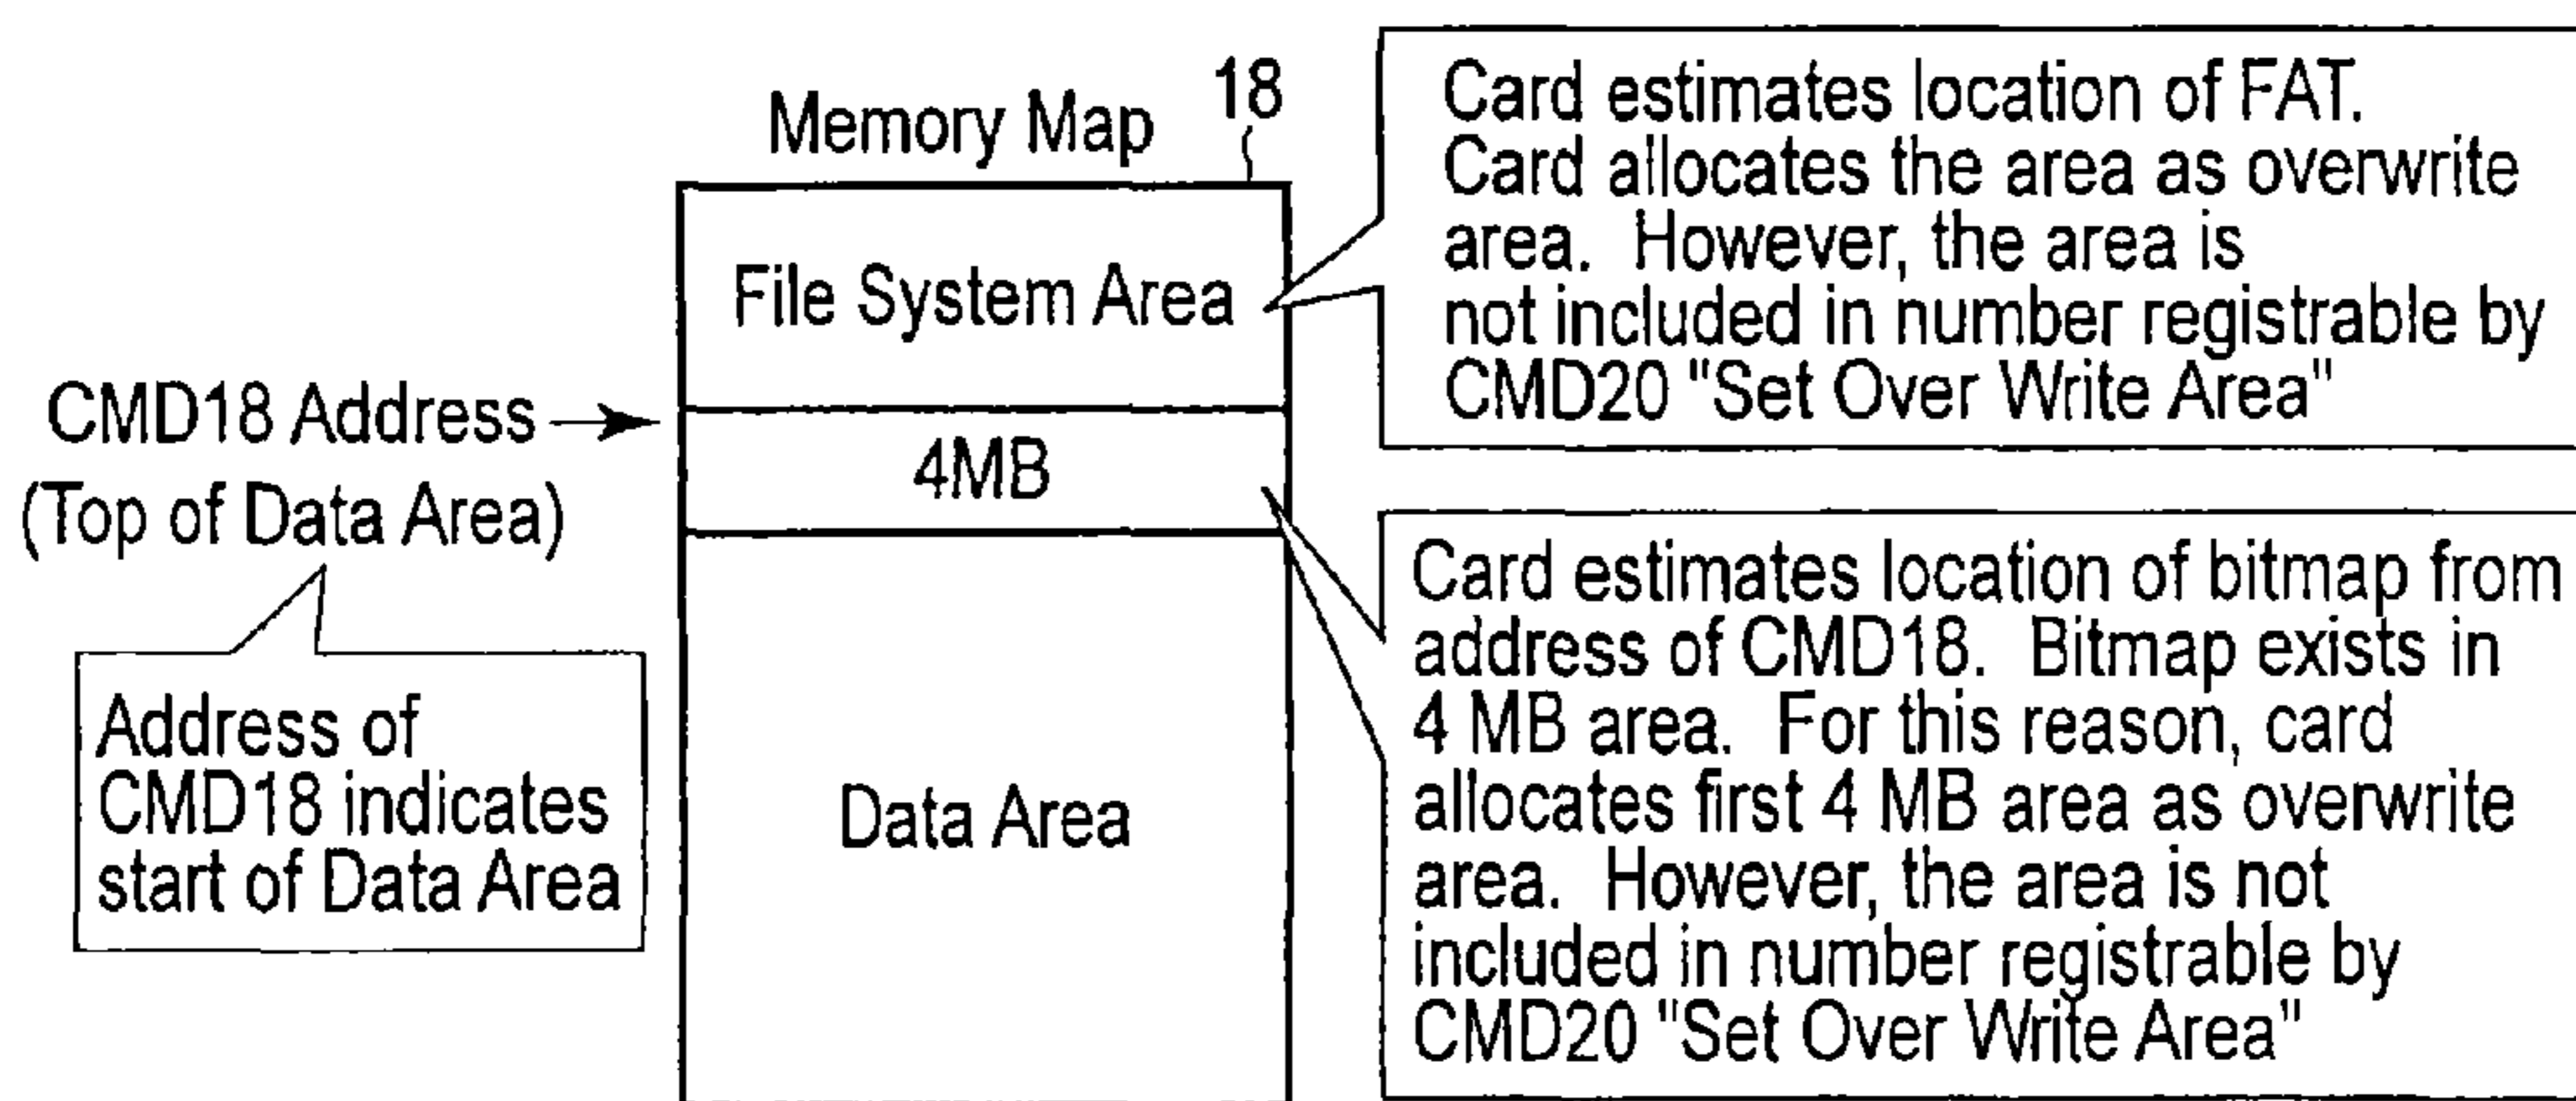 Memory Map
18
File System Area
4MB
Data Area
CMD18 Address
(Top of Data Area)
Address of
CMD18 indicates
start of Data Area
Card estimates location of FAT.
Card allocates the area as overwrite
area. However, the area is
not included in number registrable by
CMD20 "Set Over Write Area"
Card estimates location of bitmap from
address of CMD18. Bitmap exists in
4 MB area. For this reason, card
allocates first 4 MB area as overwrite
area. However, the area is not
included in number registrable by
CMD20 "Set Over Write Area"